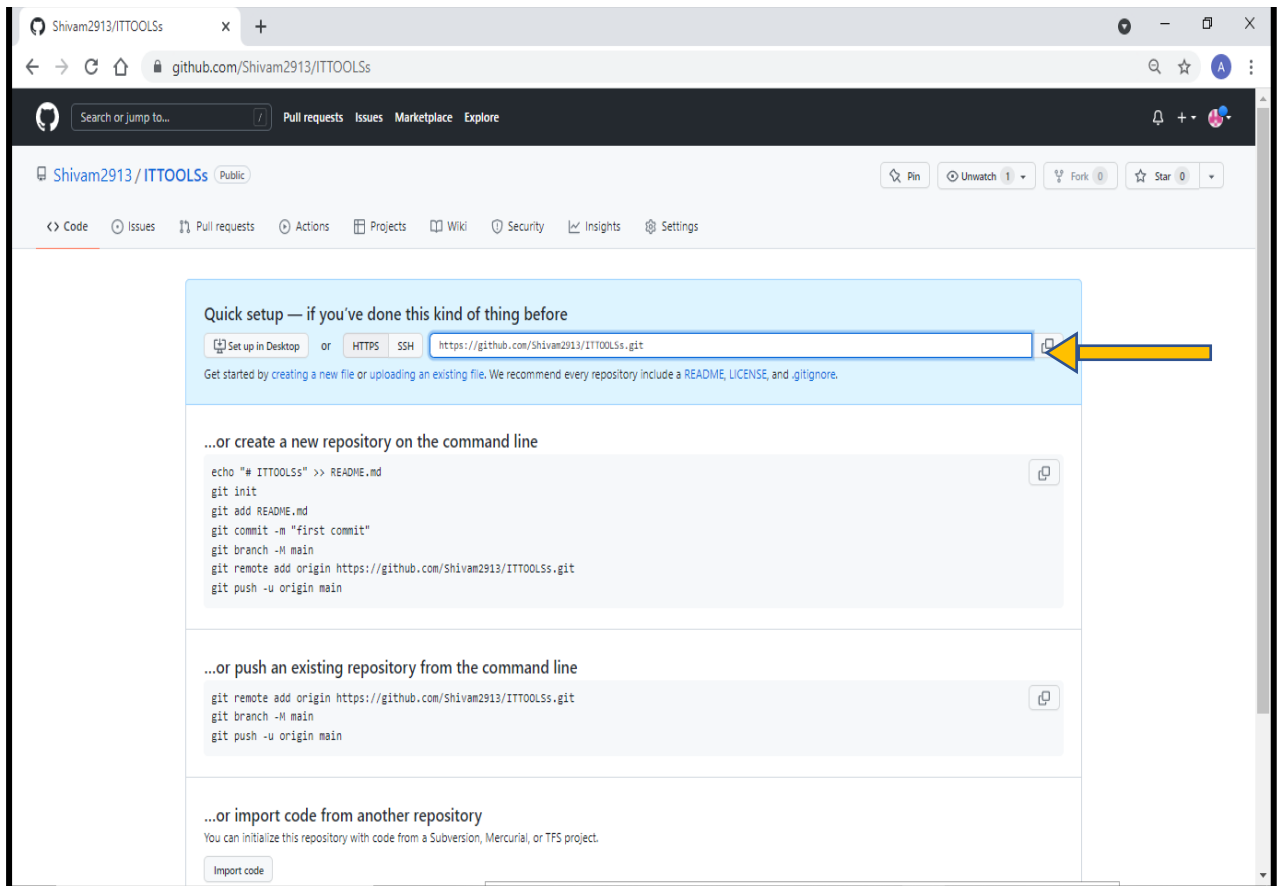 Shivam2913/ITTOOLSs
github.com/Shivam2913/ITTOOLSs A
Search or jump to... / Pull requests Issues Marketplace Explore
Shivam2913 / ITTOOLSs Public Pin Unwatch 1 Fork 0 Star 0
<> Code Issues Pull requests Actions Projects Wiki Security Insights Settings
Quick setup — if you've done this kind of thing before
Set up in Desktop or HTTPS SSH https://github.com/Shivam2913/ITTOOLSs.git
Get started by creating a new file or uploading an existing file. We recommend every repository include a README, LICENSE, and .gitignore.
...or create a new repository on the command line
echo "# ITTOOLSs" >> README.md
git init
git add README.md
git commit -m "first commit"
git branch -M main
git remote add origin https://github.com/Shivam2913/ITTOOLSs.git
git push -u origin main
...or push an existing repository from the command line
git remote add origin https://github.com/Shivam2913/ITTOOLSs.git
git branch -M main
git push -u origin main
...or import code from another repository
You can initialize this repository with code from a Subversion, Mercurial, or TFS project.
Import code